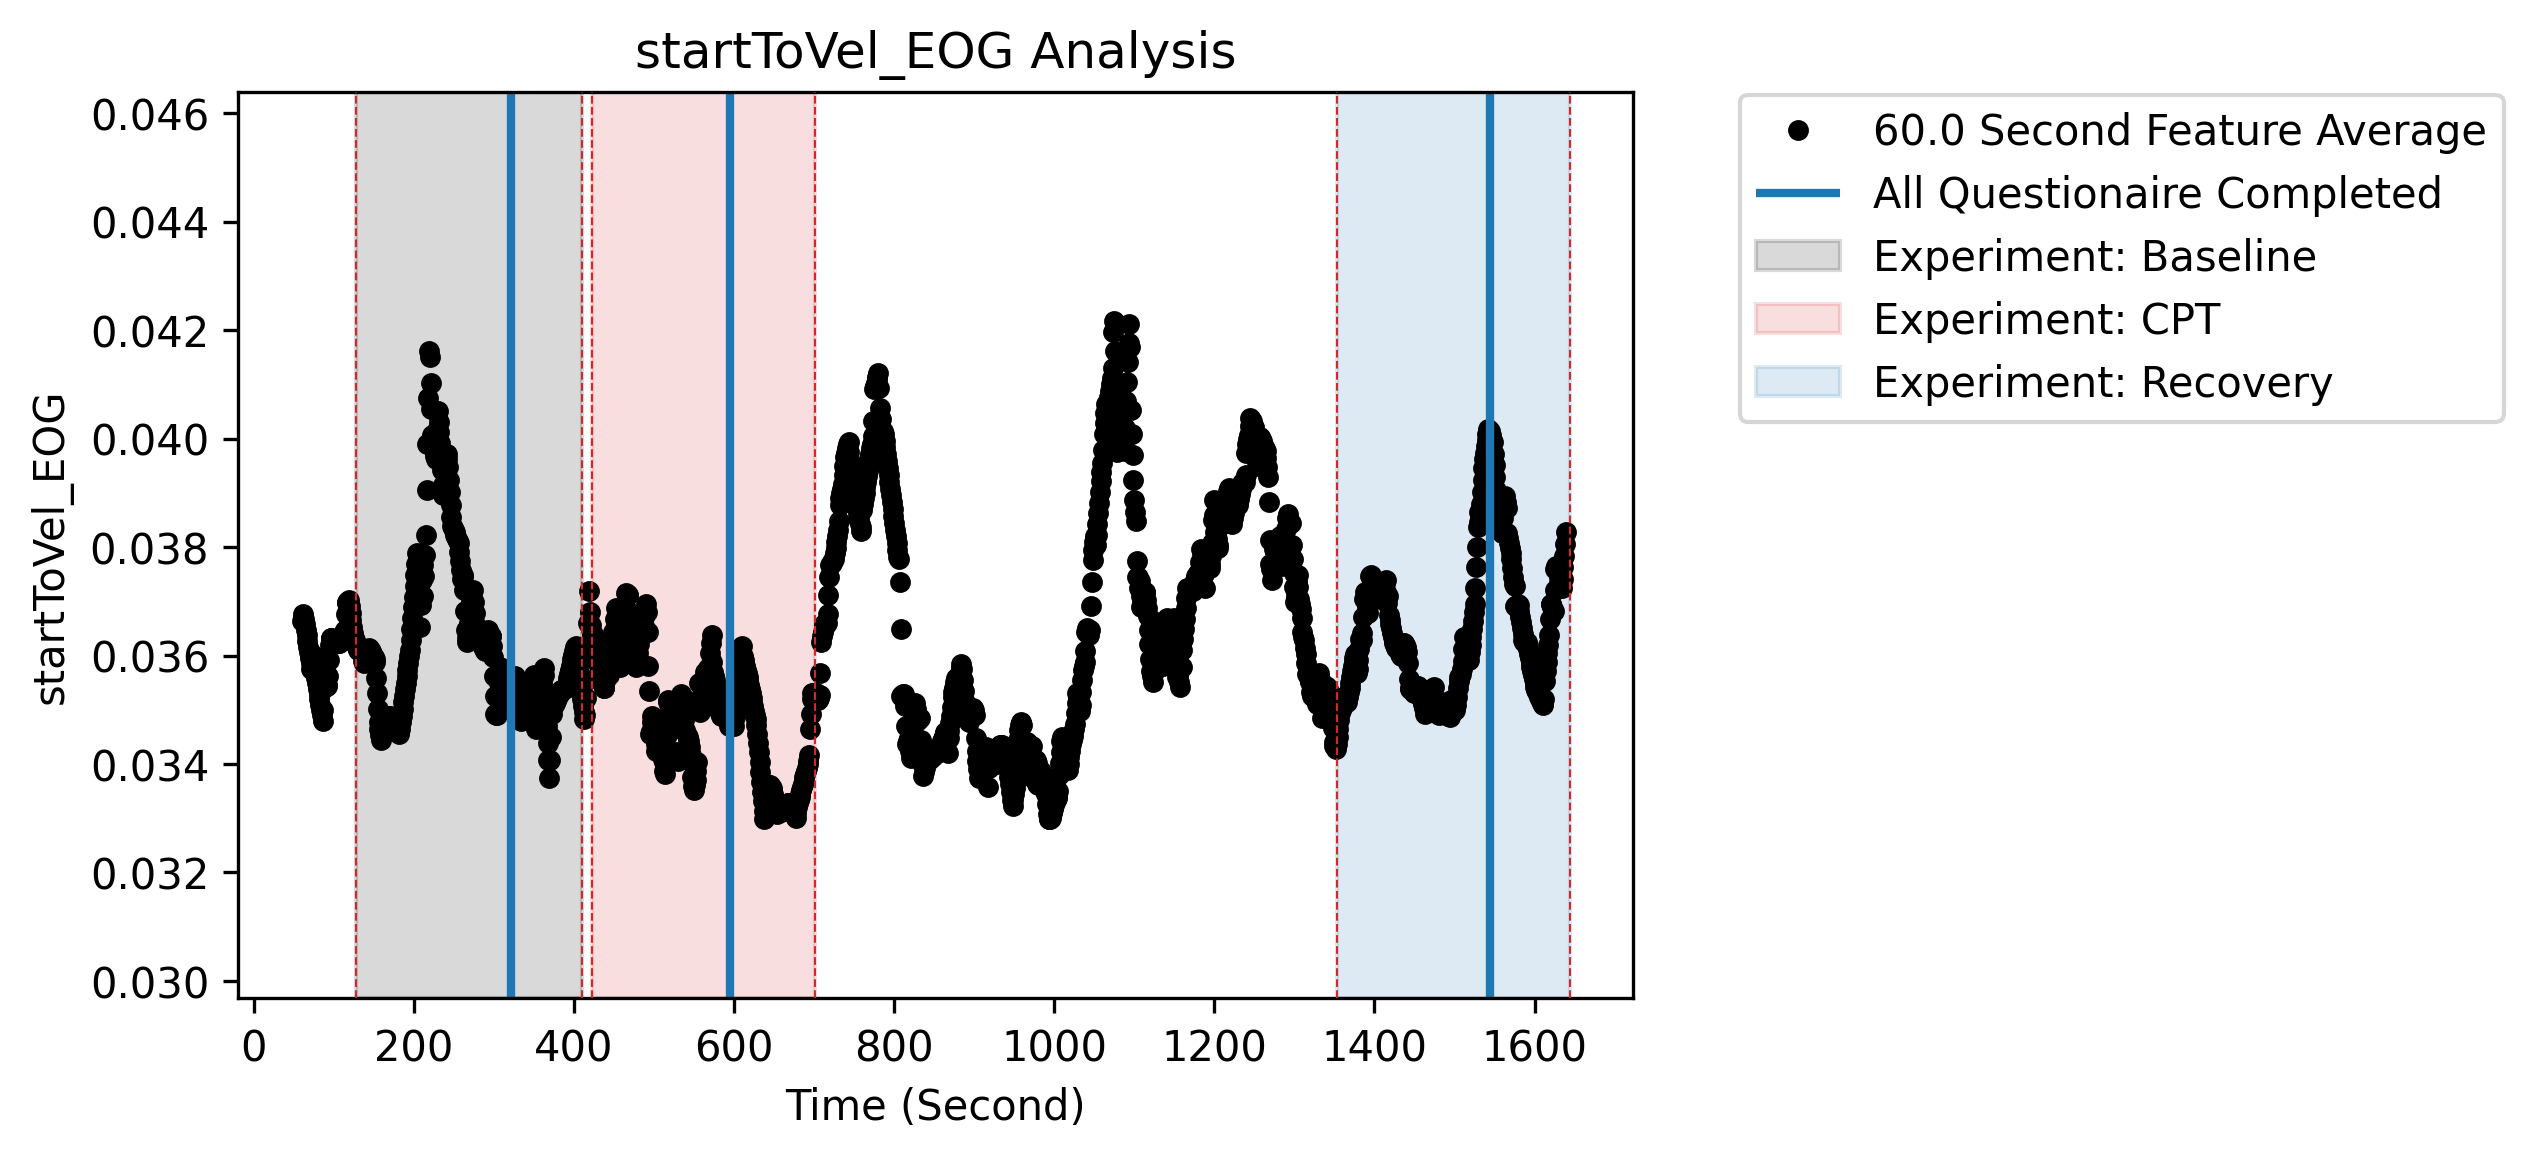 startToVel_EOG Analysis
startToVel_EOG
0.046
0.044
0.042
0.040
0.038
0.036
0.034
0.032
0.030
0 200 400 600 800 1000 1200 1400 1600
Time (Second)
60.0 Second Feature Average
All Questionaire Completed
Experiment: Baseline
Experiment: CPT
Experiment: Recovery